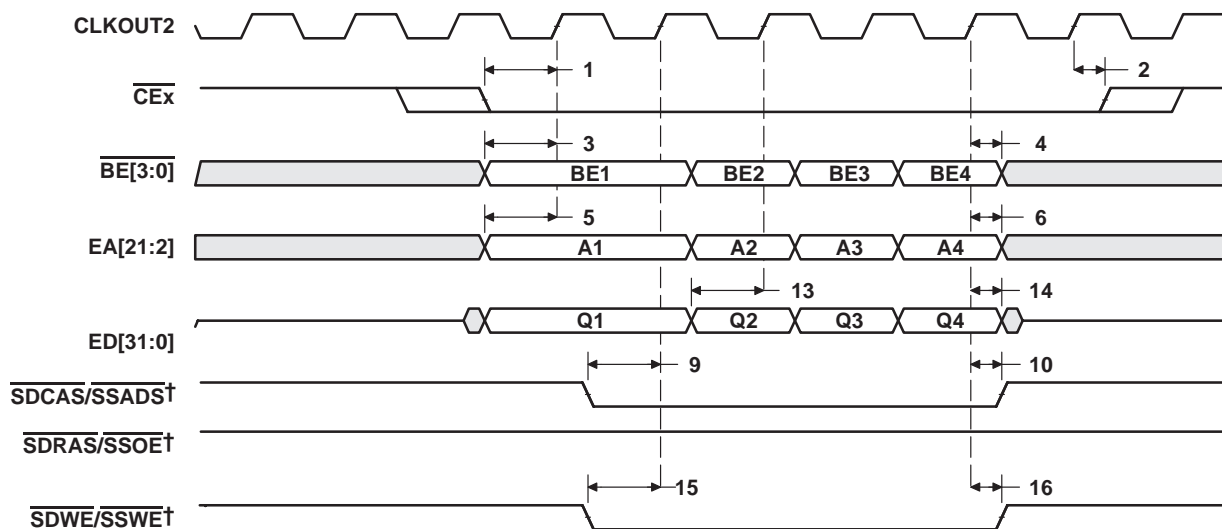 CLKOUT2
1 2
CEx
3 4
BE[3:0]
BE1 BE2 BE3 BE4
5 6
EA[21:2]
A1 A2 A3 A4
13 14
Q1 Q2 Q3 Q4
ED[31:0]
9 10
SDCAS/SSADS†
SDRAS/SSOE†
15 16
SDWE/SSWE†